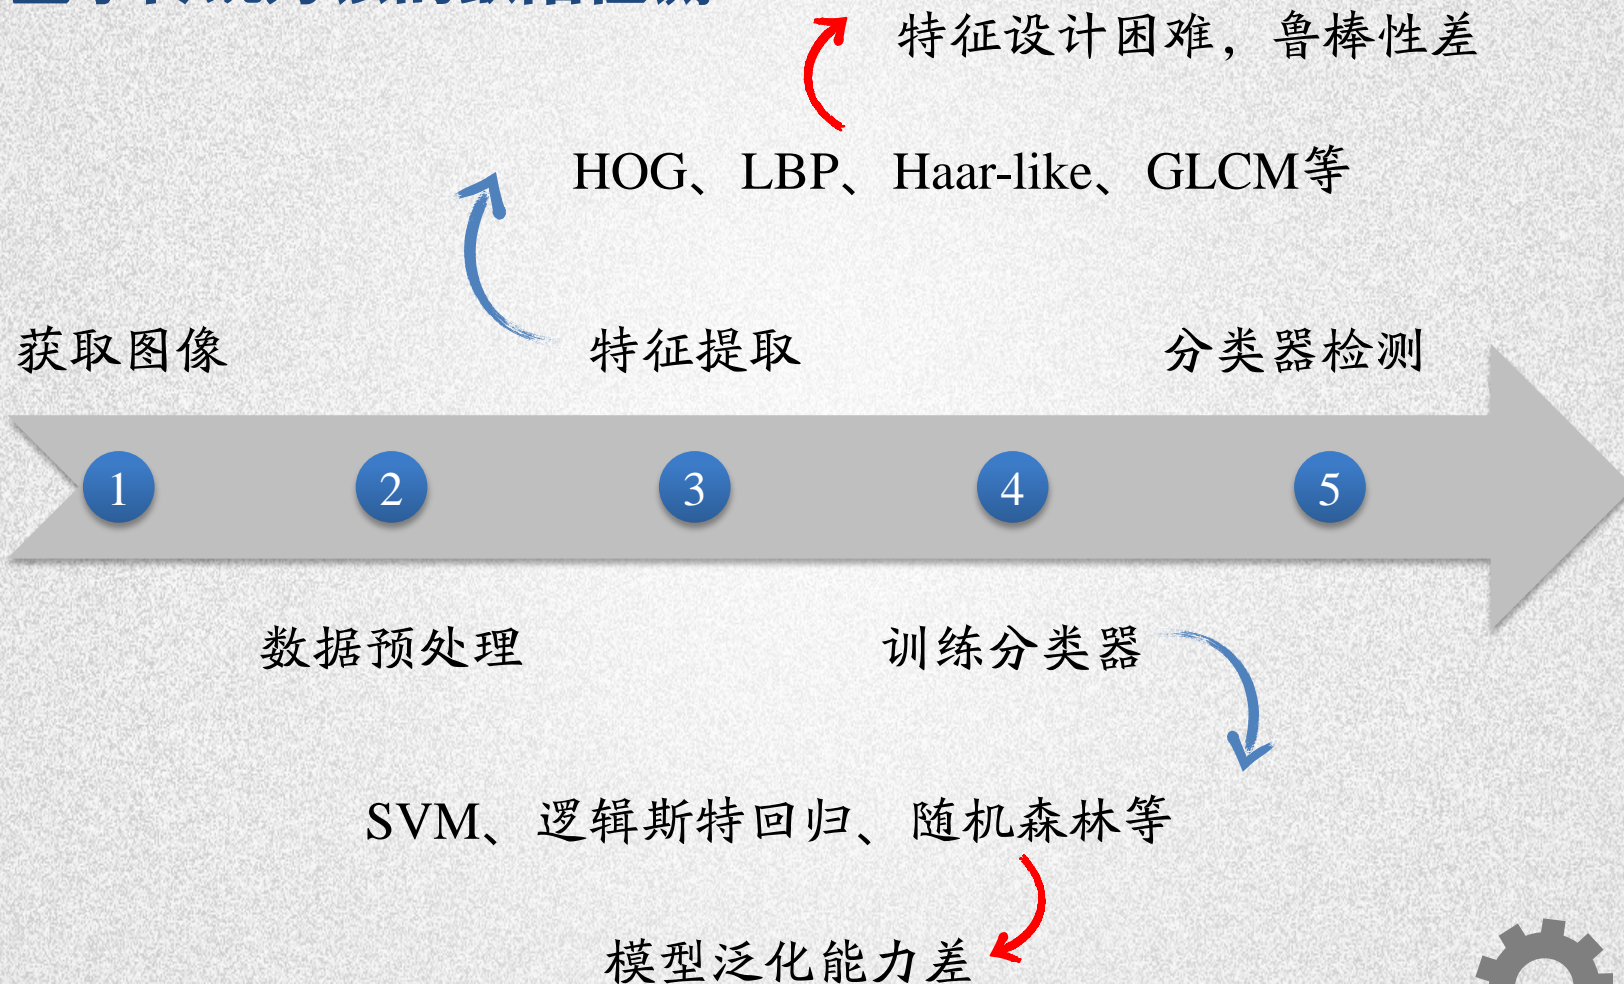 特征设计困难，鲁棒性差
HOG、LBP、Haar-like、GLCM等
获取图像
特征提取
分类器检测
1
2
3
4
5
数据预处理
训练分类器
SVM、逻辑斯特回归、随机森林等
模型泛化能力差